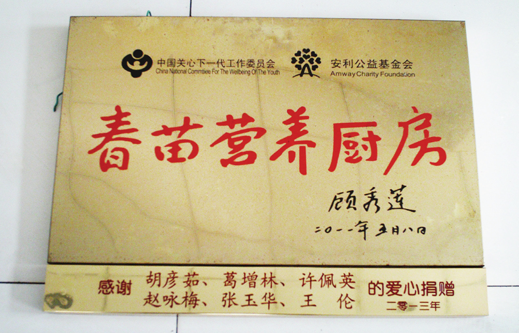 中国关心下一代工作委员会
China National Committee For The Wellbeing Of The Youth
安利公益基金会
Amway Charity Foundation
春苗营养厨房
顾秀莲
二〇一一年五月八日
感谢 胡彦茹、葛增林、许佩英 的爱心捐赠
赵咏梅、张玉华、王伦 二零一三年